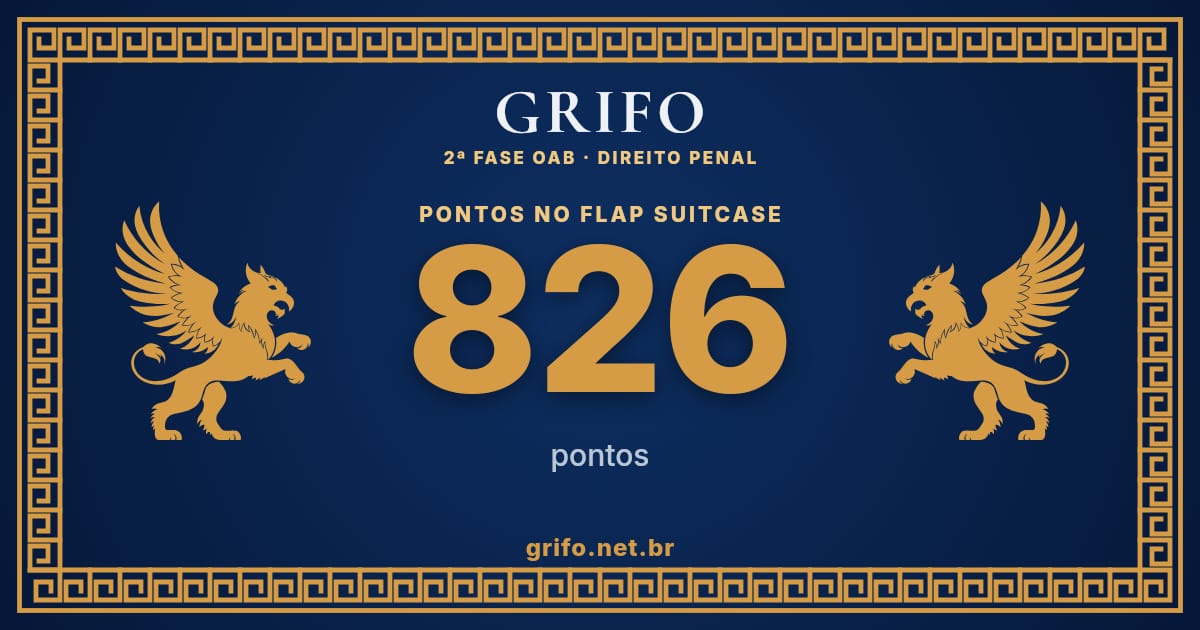 GRIFO
2ª FASE OAB · DIREITO PENAL
PONTOS NO FLAP SUITCASE
826
pontos
grifo.net.br